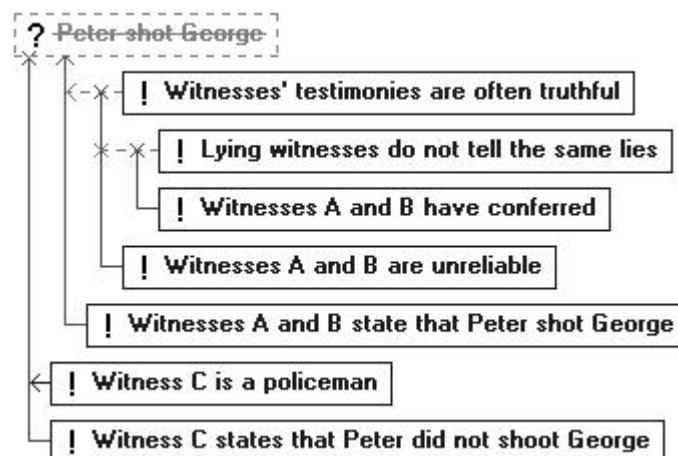 ? Peter shot George
! Witnesses' testimonies are often truthful
! Lying witnesses do not tell the same lies
! Witnesses A and B have conferred
! Witnesses A and B are unreliable
! Witnesses A and B state that Peter shot George
! Witness C is a policeman
! Witness C states that Peter did not shoot George